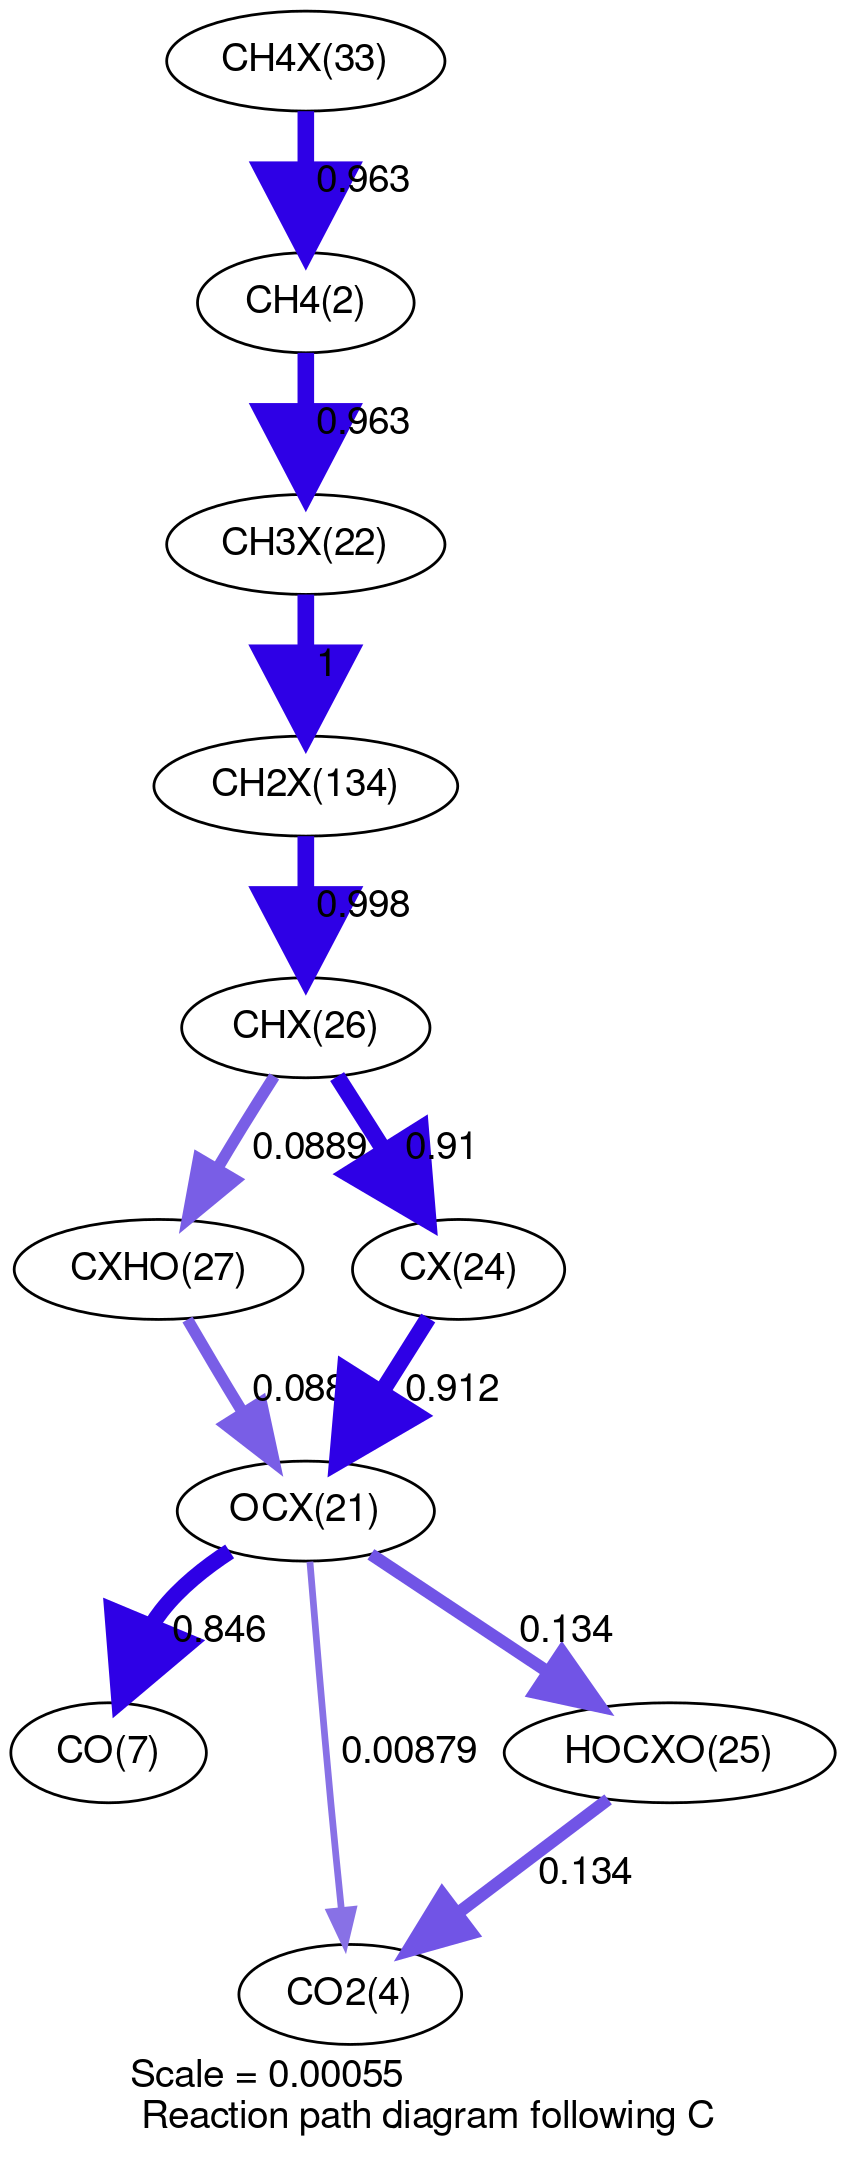 CH4X(33)
0.963
CH4(2)
0.963
CH3X(22)
1
CH2X(134)
0.998
CHX(26)
0.0889
0.91
CXHO(27)
CX(24)
0.912
OCX(21)
0.846
0.134
CO(7)
0.00879
HOCXO(25)
0.134
CO2(4)
Scale = 0.00055
Reaction path diagram following C